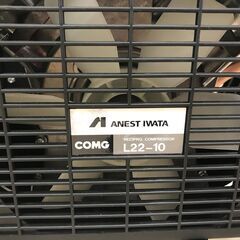 ANEST IWATA
COMG
RECIPRO COMPRESSOR
L22-10